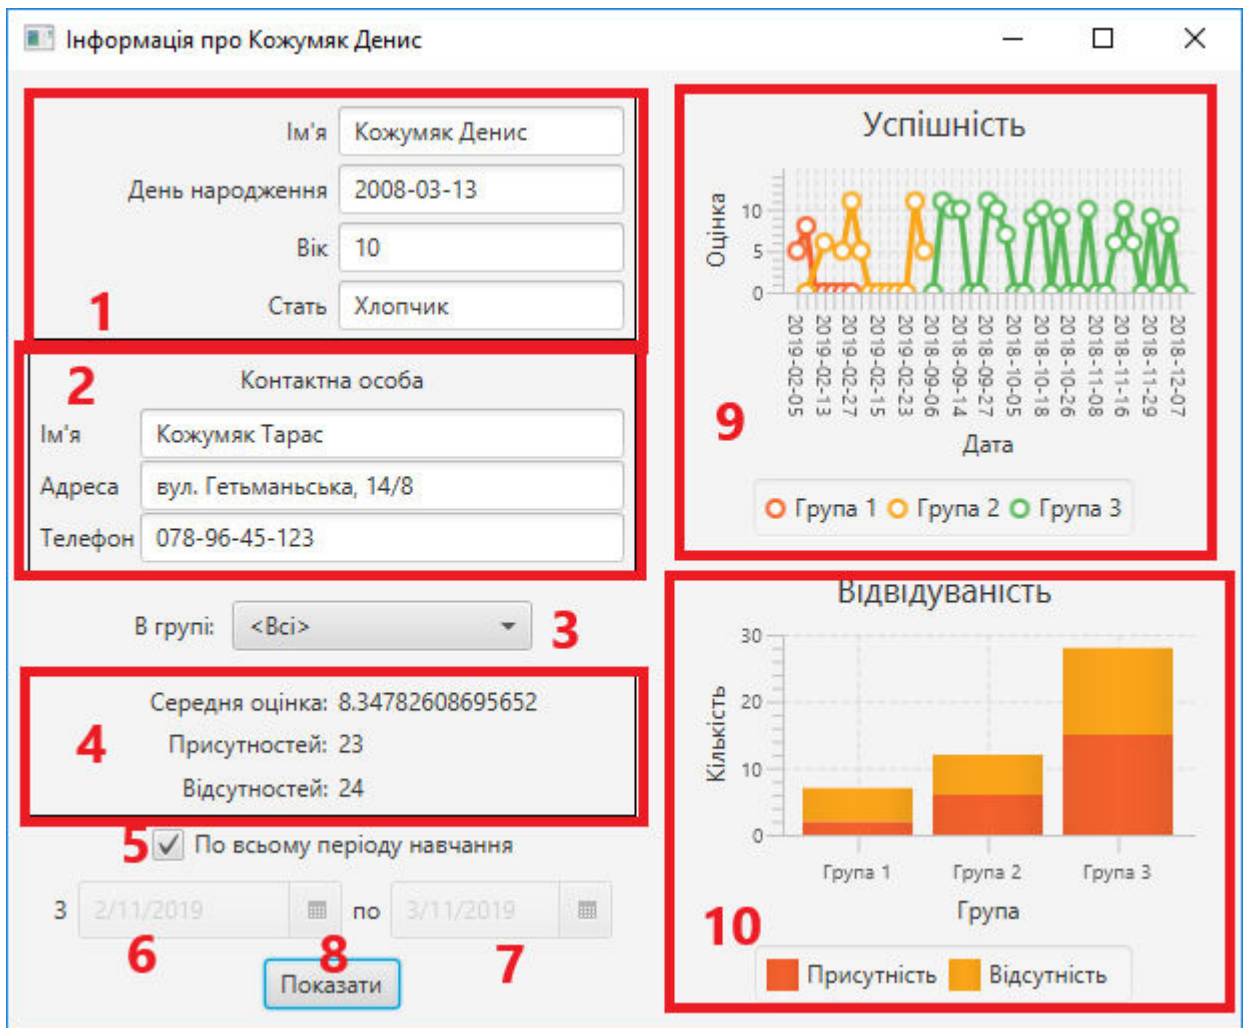 Інформація про Кожумяк Денис
Ім'я Кожумяк Денис
День народження 2008-03-13
Вік 10
Стать Хлопчик
1
2
Контактна особа
Ім'я Кожумяк Тарас
Адреса вул. Гетьманьська, 14/8
Телефон 078-96-45-123
В групі: <Всі> 3
Середня оцінка: 8.34782608695652
4
Присутностей: 23
Відсутностей: 24
5 По всьому періоду навчання
З 2/11/2019 по 3/11/2019
6 8 7
Показати
Успішність
Оцінка
10
5
0
2019-02-05 2019-02-13 2019-02-27 2019-02-15 2019-02-23 2018-09-06 2018-09-14 2018-09-27 2018-10-05 2018-10-18 2018-10-26 2018-11-08 2018-11-16 2018-11-29 2018-12-07
9
Дата
Група 1 Група 2 Група 3
Відвідуваність
Кількість
30
20
10
0
Група 1 Група 2 Група 3
Група
10
Присутність Відсутність